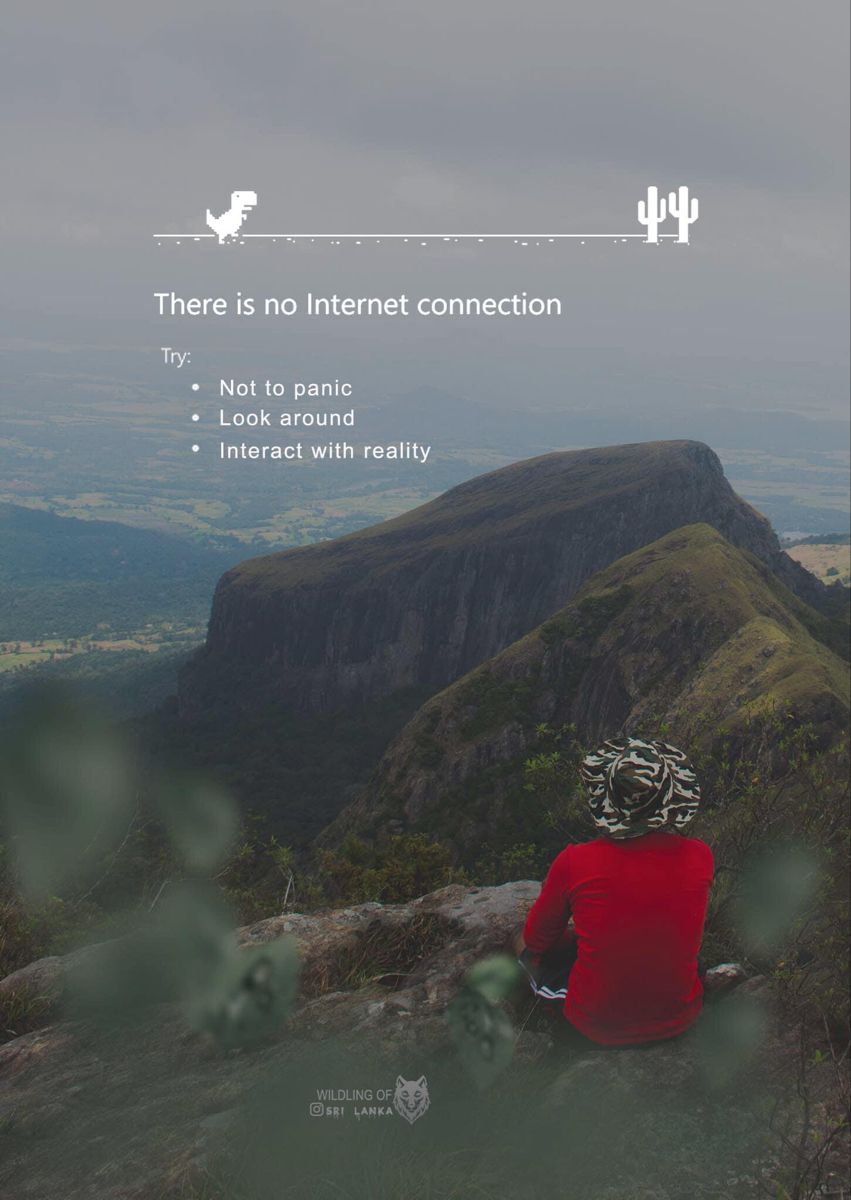 There is no Internet connection
Try:
• Not to panic
• Look around
• Interact with reality
WILDLING OF
SRI LANKA